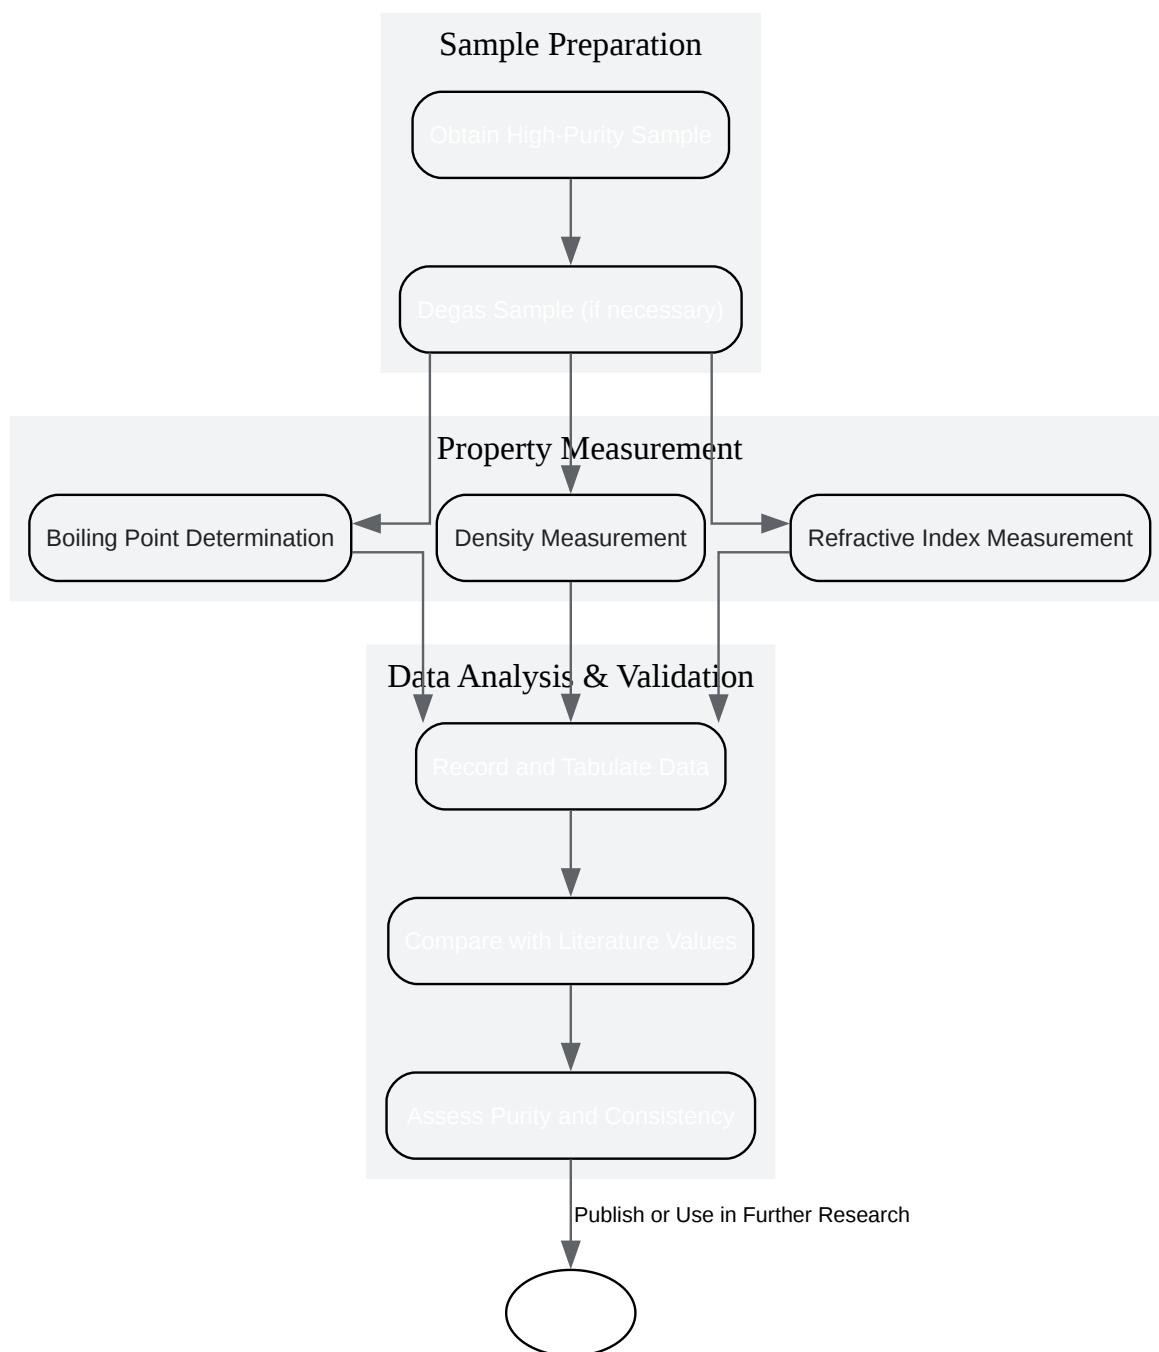 Sample Preparation
Obtain High-Purity Sample
Degas Sample (if necessary)
Property Measurement
Boiling Point Determination
Density Measurement
Refractive Index Measurement
Data Analysis & Validation
Record and Tabulate Data
Compare with Literature Values
Assess Purity and Consistency
Publish or Use in Further Research